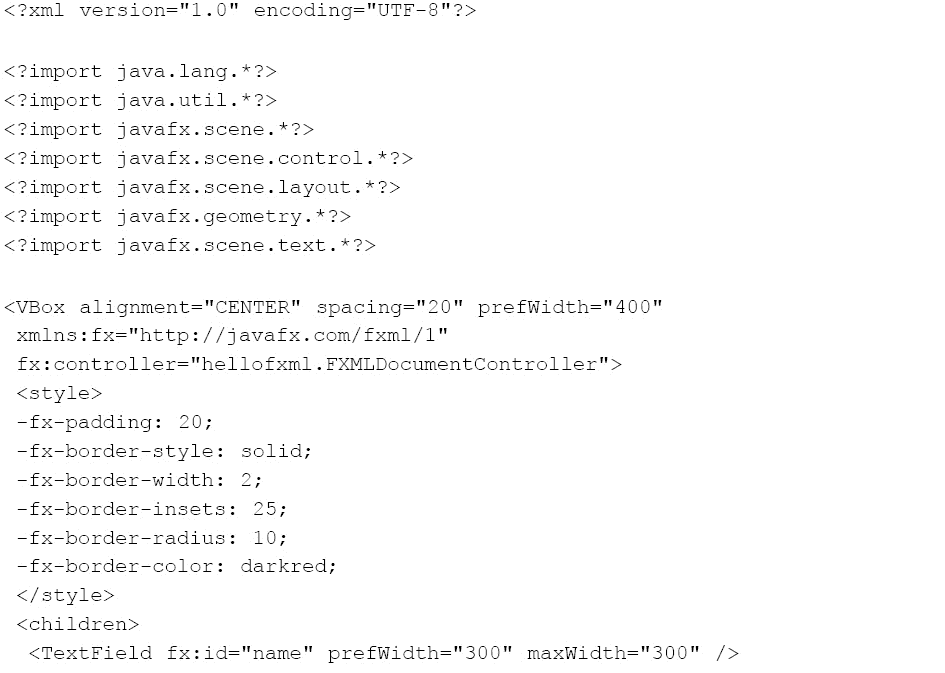 <?xml version="1.0" encoding="UTF-8"?>
<?import java.lang.*?>
<?import java.util.*?>
<?import javafx.scene.*?>
<?import javafx.scene.control.*?>
<?import javafx.scene.layout.*?>
<?import javafx.geometry.*?>
<?import javafx.scene.text.*?>
<VBox alignment="CENTER" spacing="20" prefWidth="400"
xmlns:fx="http://javafx.com/fxml/1"
fx:controller="hellofxml.FXMLDocumentController">
<style>
-fx-padding: 20;
-fx-border-style: solid;
-fx-border-width: 2;
-fx-border-insets: 25;
-fx-border-radius: 10;
-fx-border-color: darkred;
</style>
<children>
<TextField fx:id="name" prefWidth="300" maxWidth="300" />